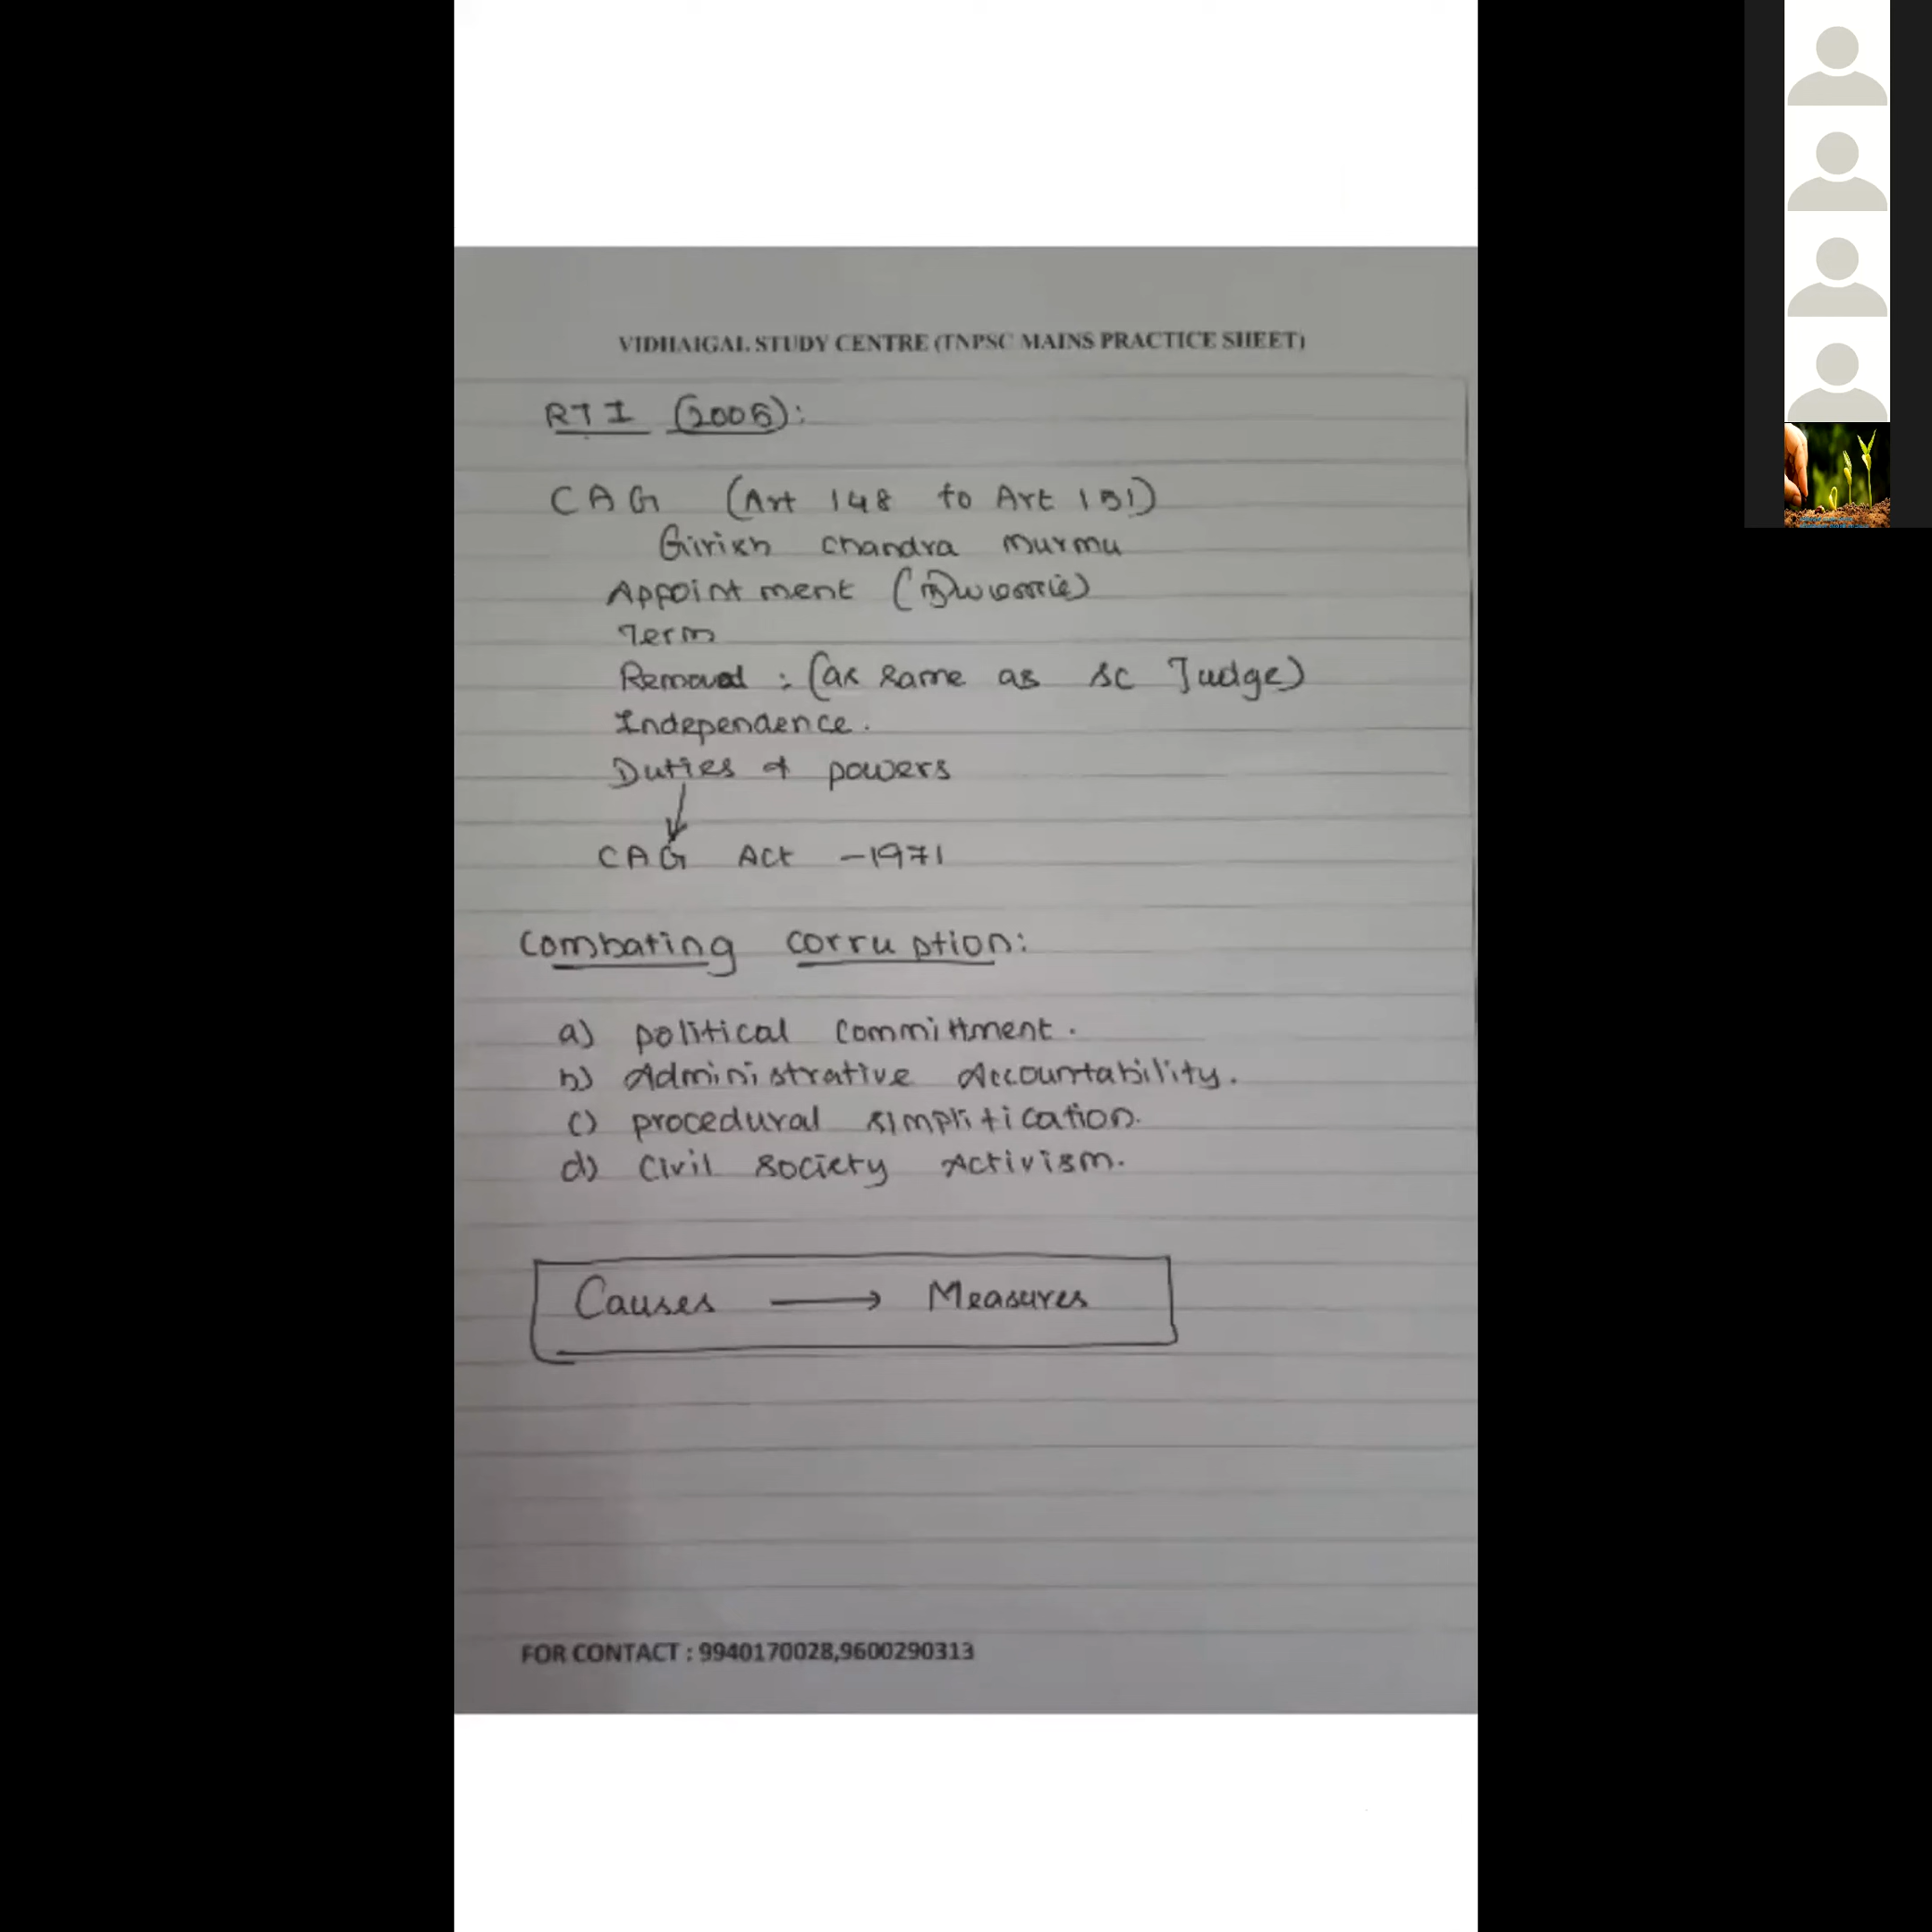 VIDHAIGAL STUDY CENTRE (TNPSC MAINS PRACTICE SHEET)
RTI (2005):
CAG (Art 148 to Art 151)
Girish chandra murmu
Appointment (நியமனம்)
Term
Removal : (as same as SC Judge)
Independence.
Duties & powers
CAG Act - 1971
Combating corruption:
a) political Committment.
b) Administrative Accountability.
c) procedural simplification.
d) Civil society Activism.
Causes → Measures
FOR CONTACT : 9940170028,9600290313